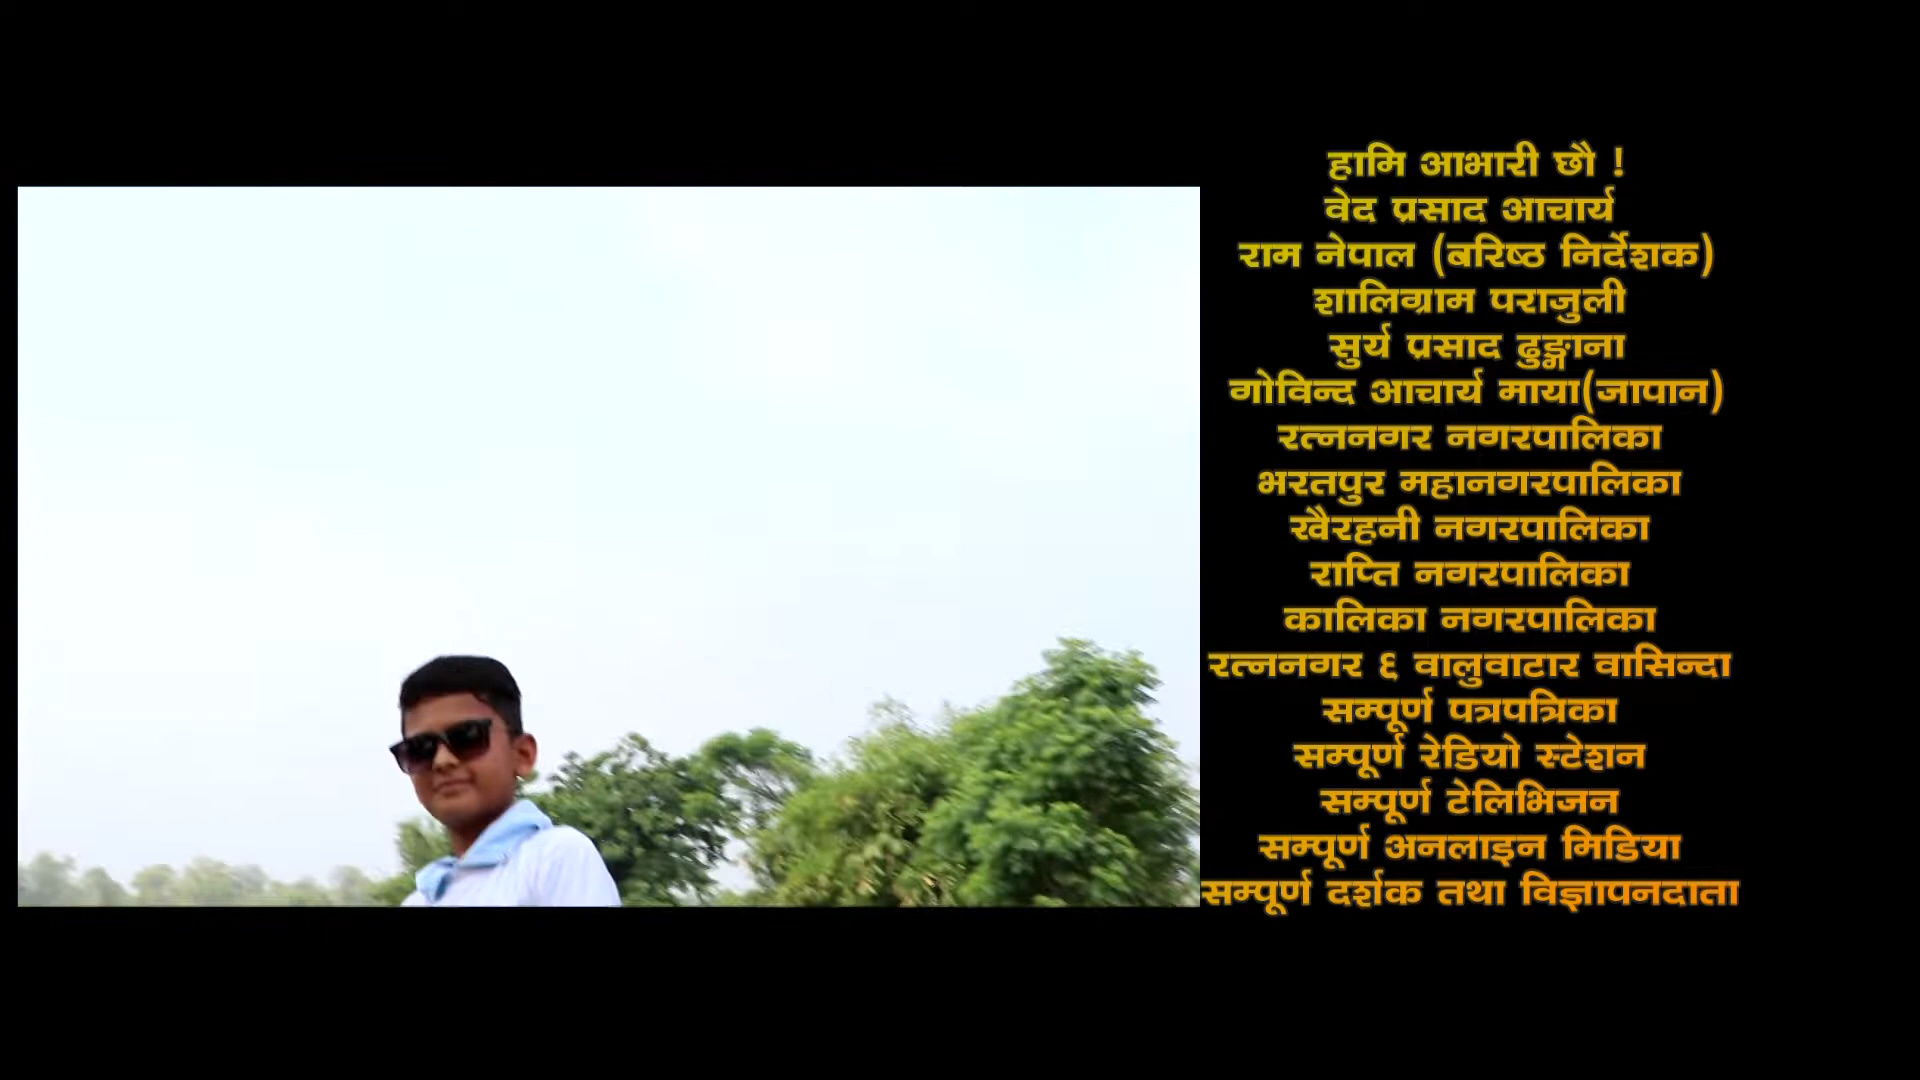 हामि आभारी छौ !
वेद प्रसाद आचार्य
राम नेपाल (बरिष्ठ निर्देशक)
शालिग्राम पराजुली
सुर्य प्रसाद ढुङ्गाना
गोविन्द आचार्य माया(जापान)
रत्ननगर नगरपालिका
भरतपुर महानगरपालिका
खैरहनी नगरपालिका
राप्ति नगरपालिका
कालिका नगरपालिका
रत्ननगर ६ वालुवाटार वासिन्दा
सम्पूर्ण पत्रपत्रिका
सम्पूर्ण रेडियो स्टेशन
सम्पूर्ण टेलिभिजन
सम्पूर्ण अनलाइन मिडिया
सम्पूर्ण दर्शक तथा विज्ञापनदाता